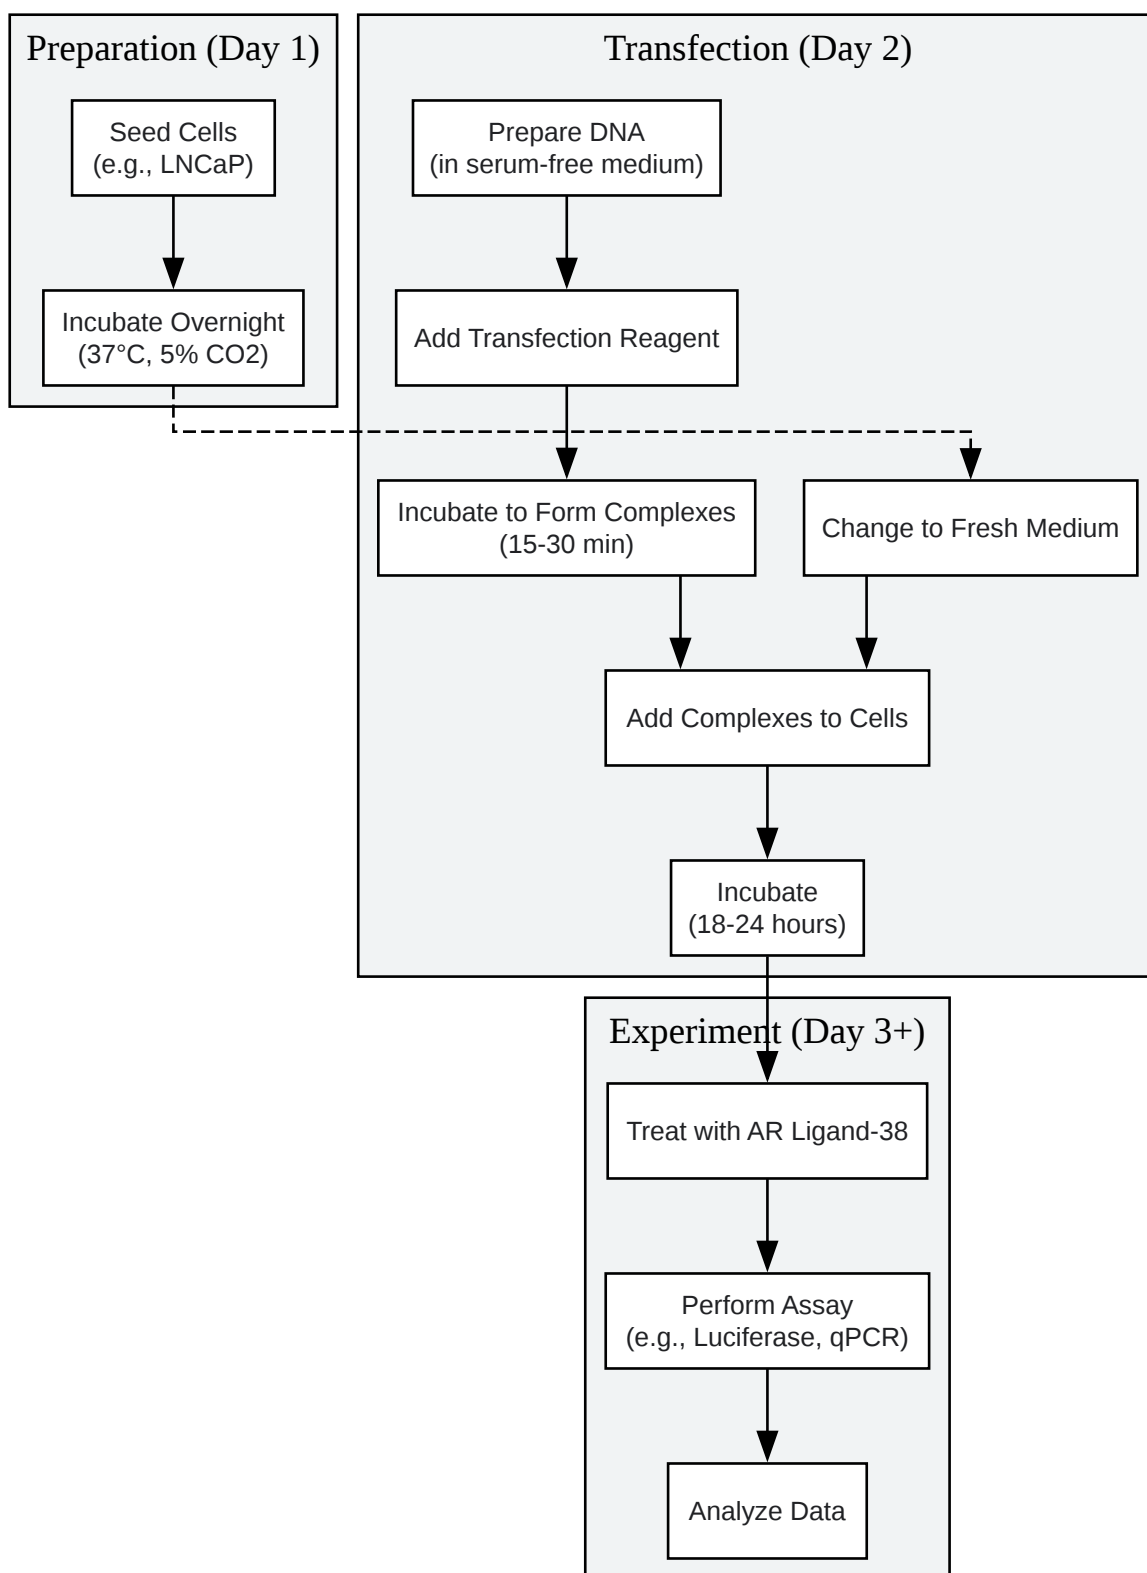 Preparation (Day 1)
Seed Cells
(e.g., LNCaP)
Incubate Overnight
(37°C, 5% CO2)
Transfection (Day 2)
Prepare DNA
(in serum-free medium)
Add Transfection Reagent
Incubate to Form Complexes
(15-30 min)
Change to Fresh Medium
Add Complexes to Cells
Incubate
(18-24 hours)
Experiment (Day 3+)
Treat with AR Ligand-38
Perform Assay
(e.g., Luciferase, qPCR)
Analyze Data